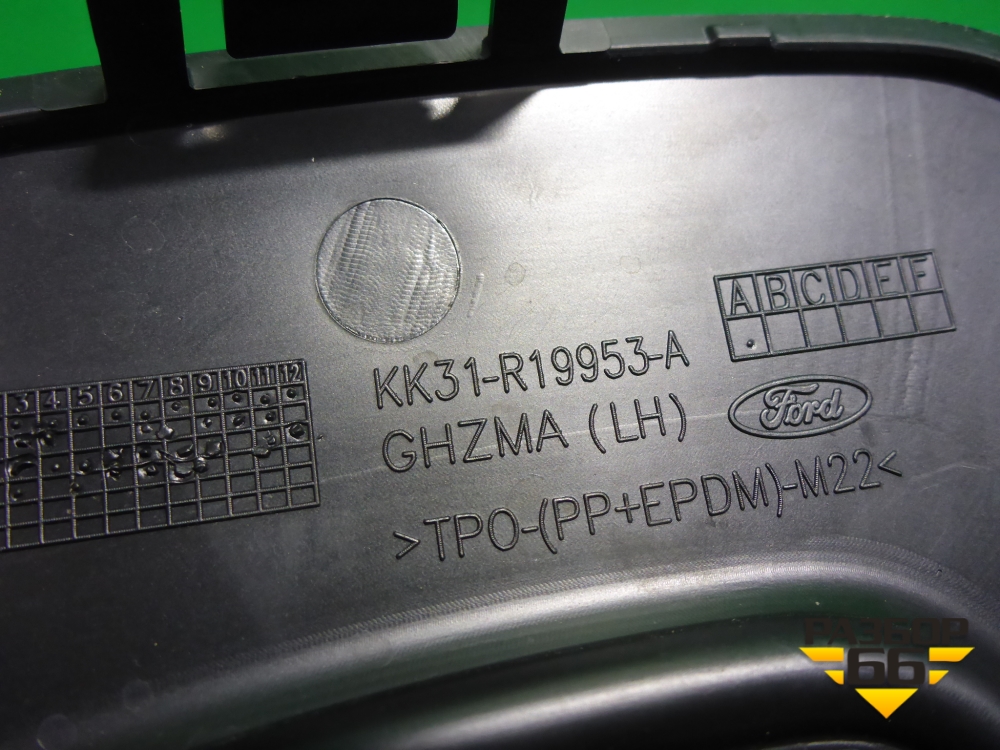 A B C D E F
KK31-R19953-A
3 4 5 6 7 8 9 10 11 12
GHZMA (LH)
Ford
>TPO-(PP+EPDM)-M22<
РАЗБОР
66